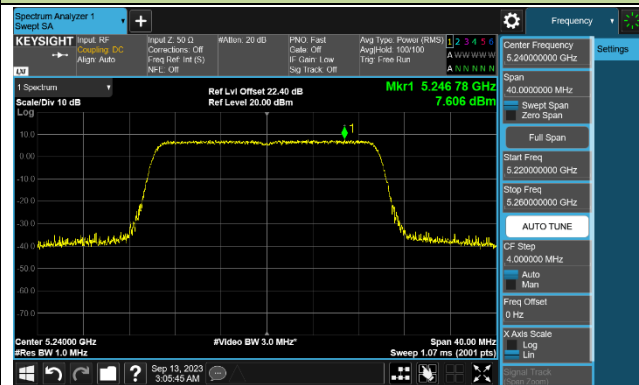 Spectrum Analyzer 1
Swept SA
Frequency
KEYSIGHT
Input: RF
Coupling: DC
Align: Auto
Input Z: 50 Ω
Corrections: Off
Freq Ref: Int (S)
NFE: Off
#Atten: 20 dB
PNO: Fast
Gate: Off
IF Gain: Low
Sig Track: Off
Avg Type: Power (RMS)
Avg|Hold: 100/100
Trig: Free Run
1 2 3 4 5 6
A W W W W W
A N N N N N
LXI
Center Frequency
5.240000000 GHz
Settings
Span
40.0000000 MHz
Swept Span
Zero Span
Full Span
Start Freq
5.220000000 GHz
Stop Freq
5.260000000 GHz
AUTO TUNE
CF Step
4.000000 MHz
Auto
Man
Freq Offset
0 Hz
X Axis Scale
Log
Lin
Signal Track
(Span Zoom)
1 Spectrum
Scale/Div 10 dB
Log
Ref Lvl Offset 22.40 dB
Ref Level 20.00 dBm
Mkr1 5.246 78 GHz
7.606 dBm
1
10.0
0.00
-10.0
-20.0
-30.0
-40.0
-50.0
-60.0
-70.0
Center 5.24000 GHz
#Res BW 1.0 MHz
#Video BW 3.0 MHz*
Span 40.00 MHz
Sweep 1.07 ms (2001 pts)
Sep 13, 2023
3:05:45 AM